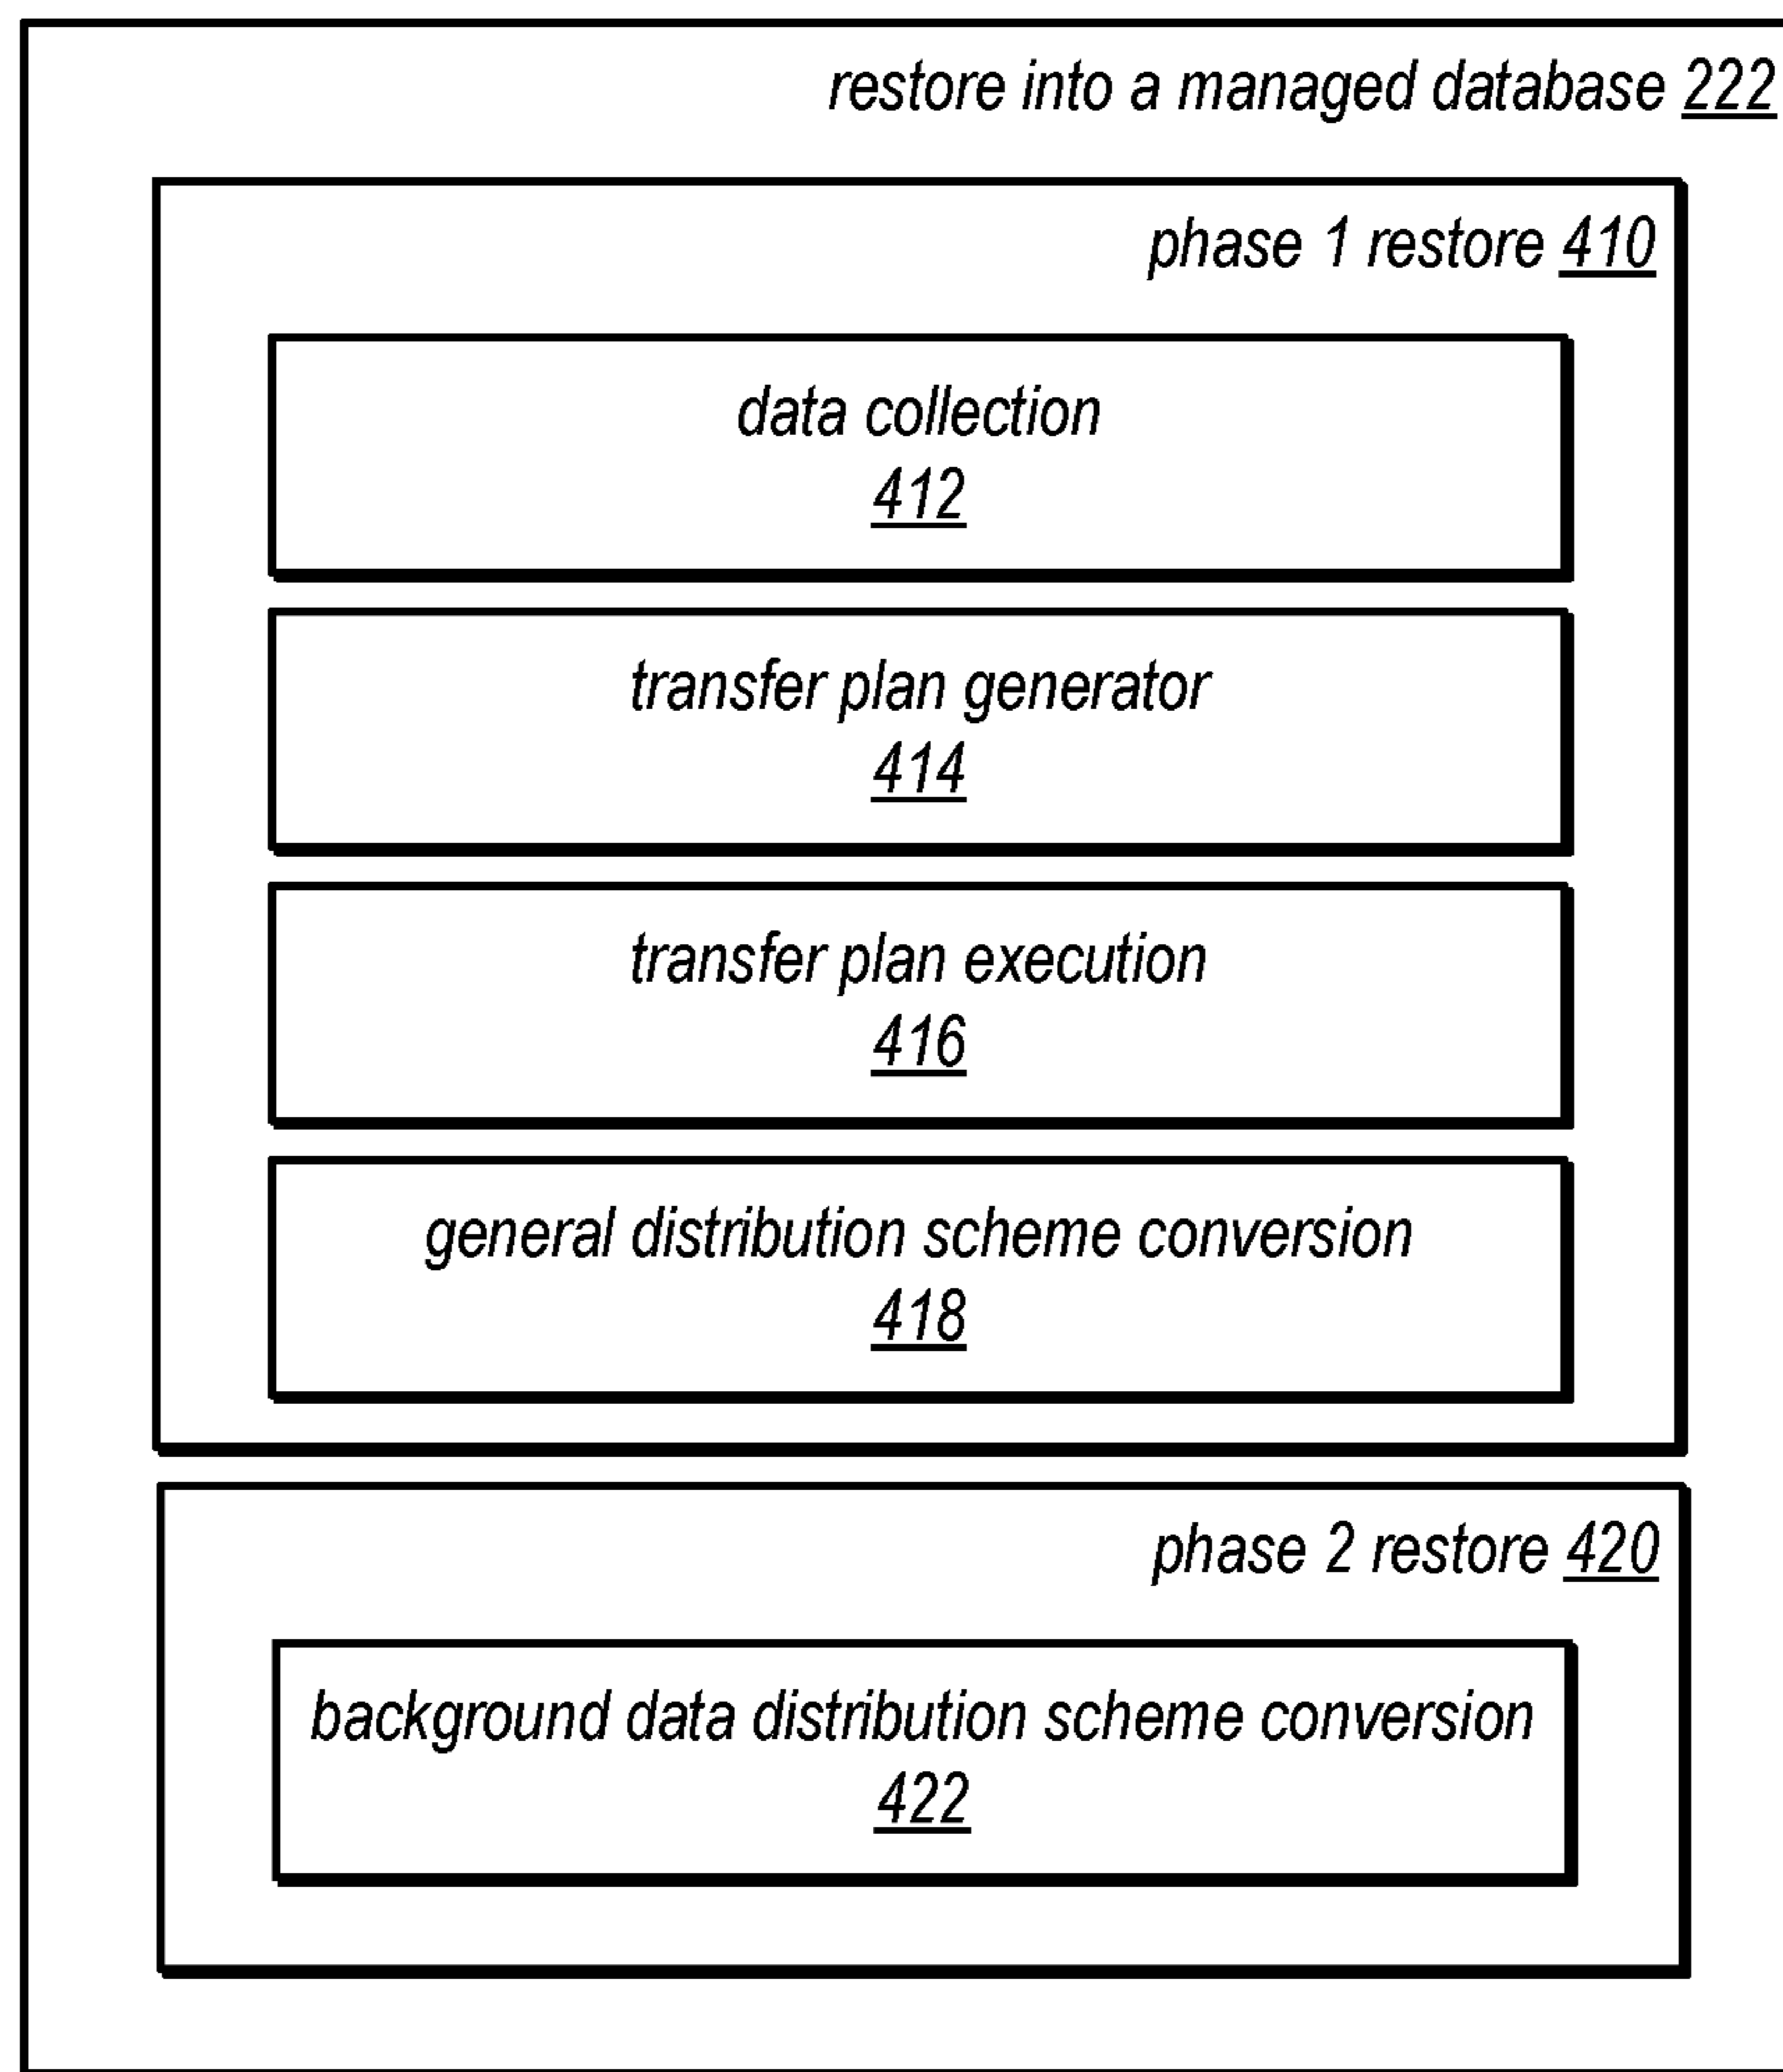 restore into a managed database 222
phase 1 restore 410
data collection
412
transfer plan generator
414
transfer plan execution
416
general distribution scheme conversion
418
phase 2 restore 420
background data distribution scheme conversion
422